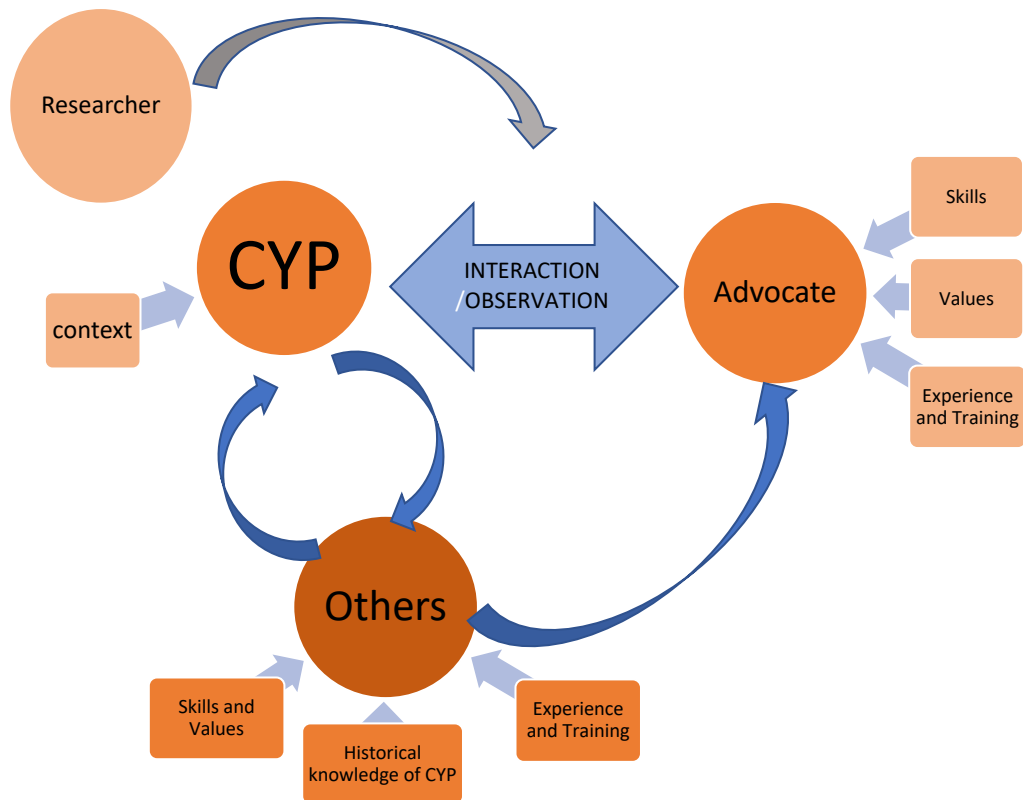 Researcher
CYP
INTERACTION
/OBSERVATION
Advocate
Skills
Values
Experience
and Training
context
Others
Skills and
Values
Historical
knowledge of CYP
Experience
and Training